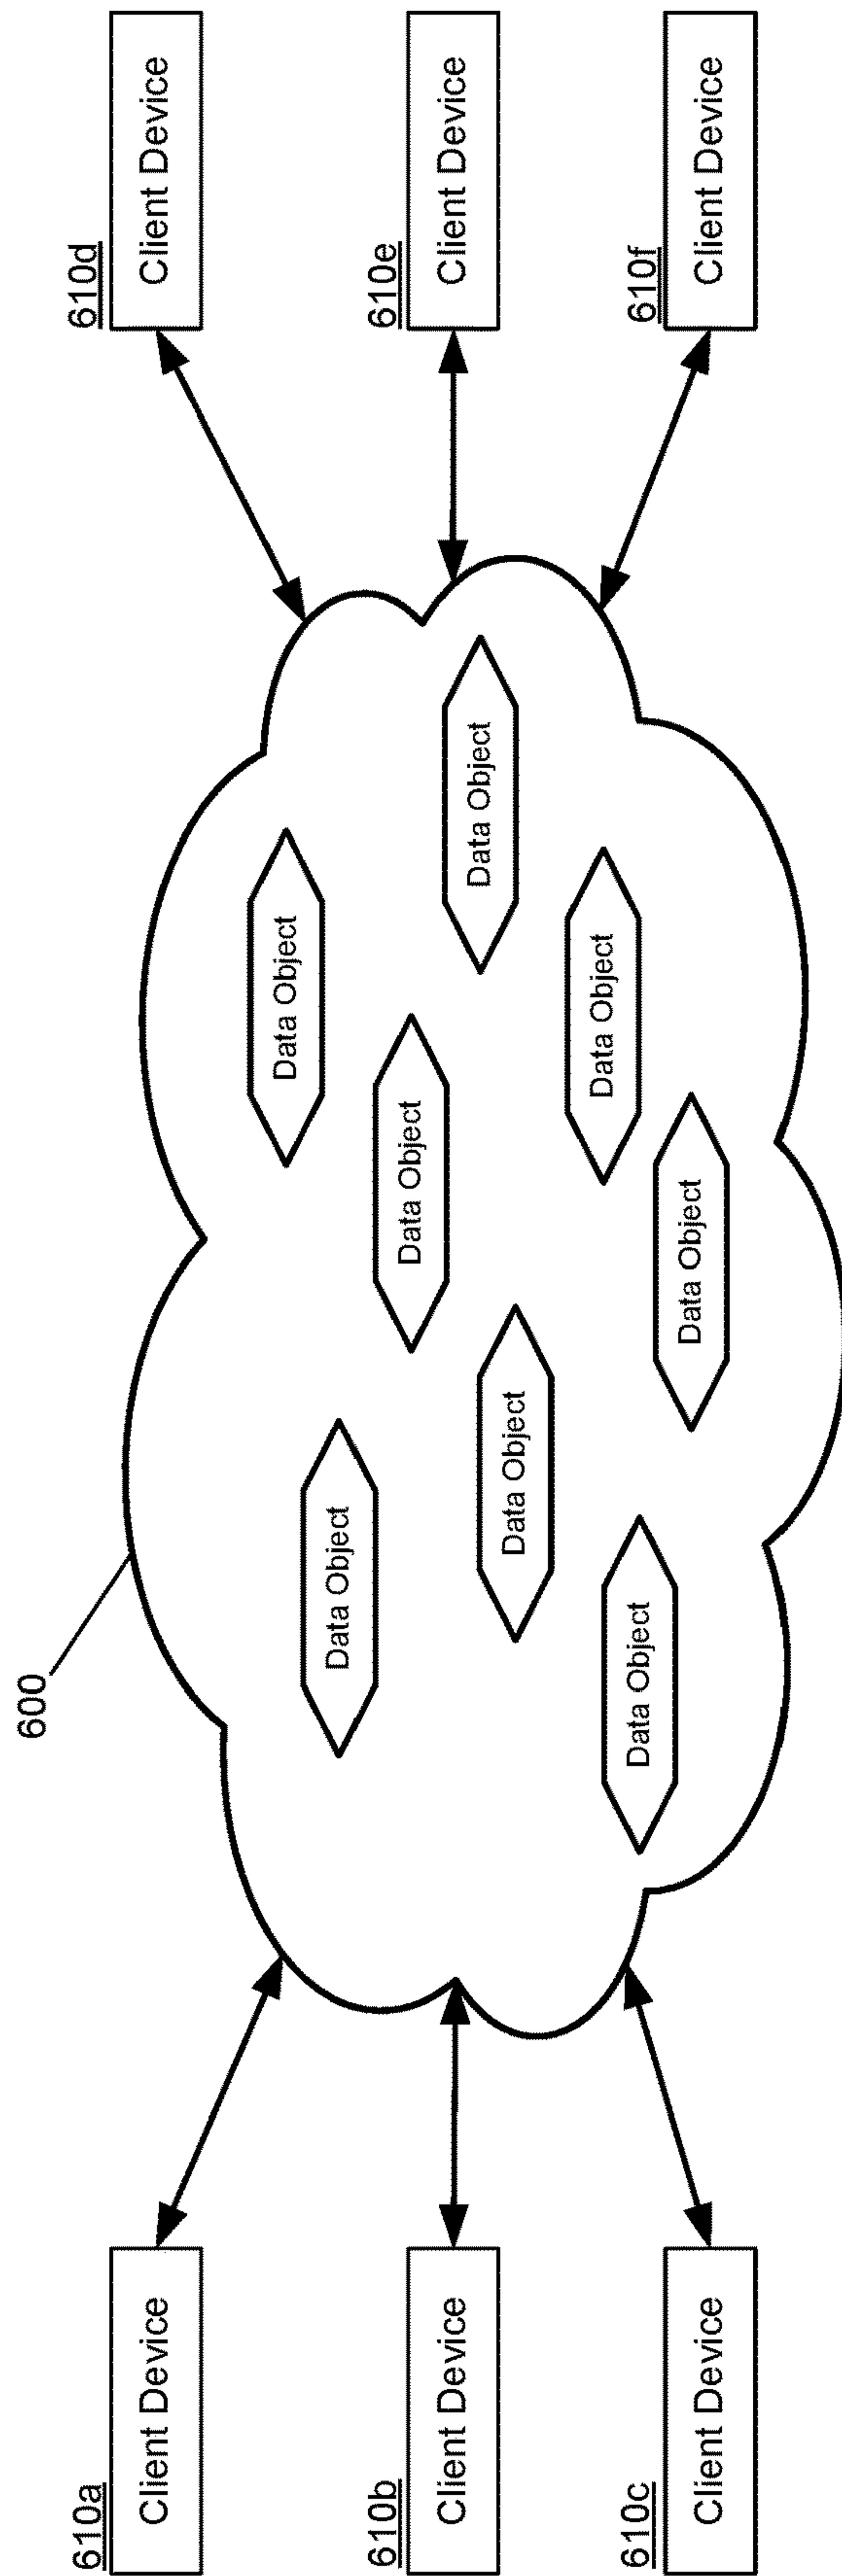 600
610a
610d
Client Device
Client Device
Data Object
Data Object
Data Object
610b
610e
Client Device
Client Device
Data Object
Data Object
Data Object
Data Object
610c
610f
Client Device
Client Device
Data Object